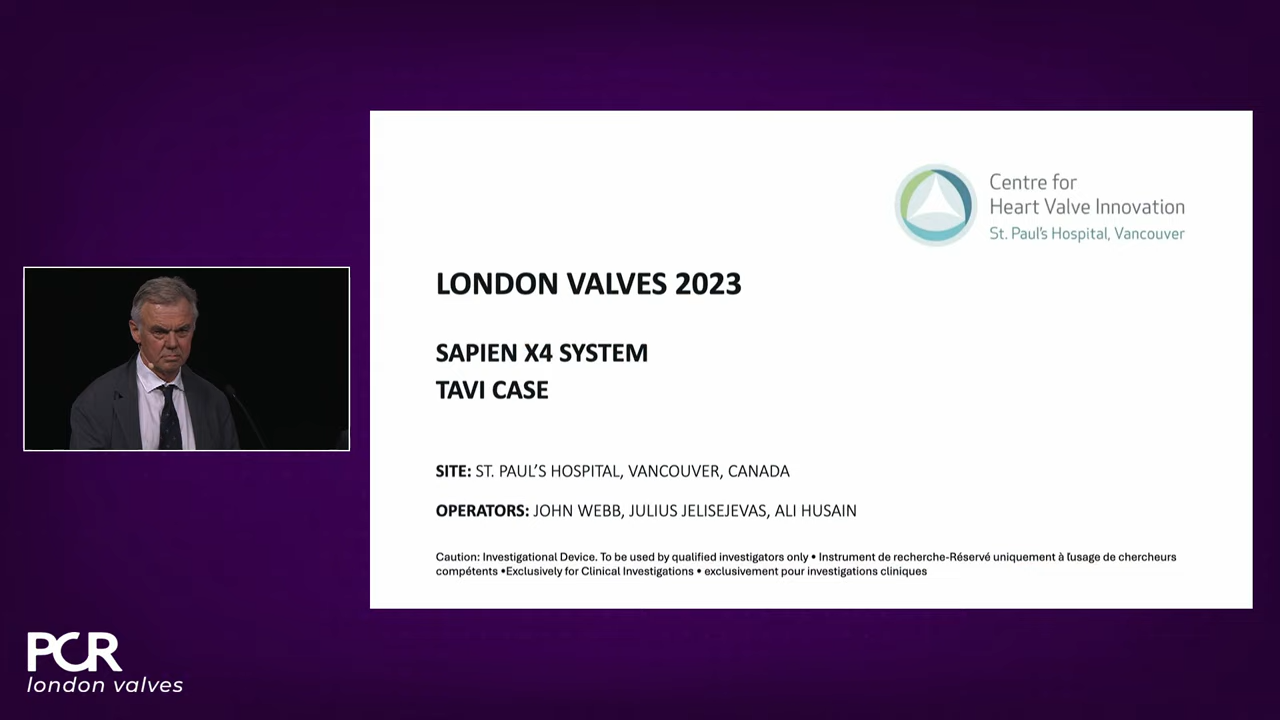 Centre for
Heart Valve Innovation
St. Paul's Hospital, Vancouver
LONDON VALVES 2023
SAPIEN X4 SYSTEM
TAVI CASE
SITE: ST. PAUL'S HOSPITAL, VANCOUVER, CANADA
OPERATORS: JOHN WEBB, JULIUS JELISEJEVAS, ALI HUSAIN
Caution: Investigational Device. To be used by qualified investigators only • Instrument de recherche-Réservé uniquement à l'usage de chercheurs
compétents •Exclusively for Clinical Investigations • exclusivement pour investigations cliniques
PCR
london valves